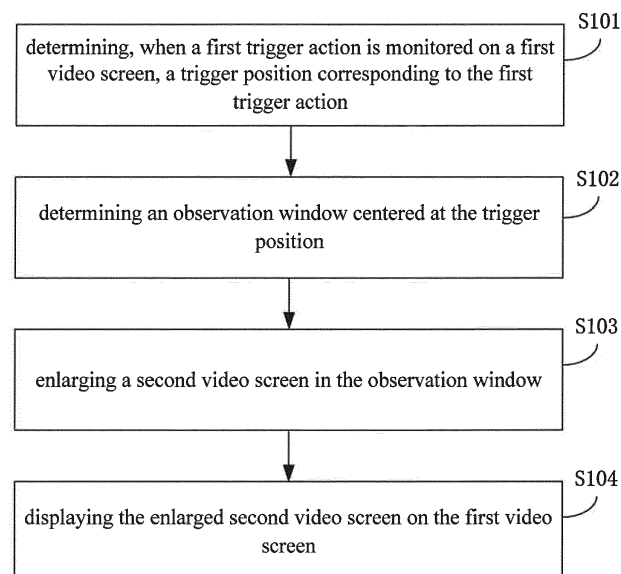 S101
determining, when a first trigger action is monitored on a first
video screen, a trigger position corresponding to the first
trigger action
S102
determining an observation window centered at the trigger
position
S103
enlarging a second video screen in the observation window
S104
displaying the enlarged second video screen on the first video
screen